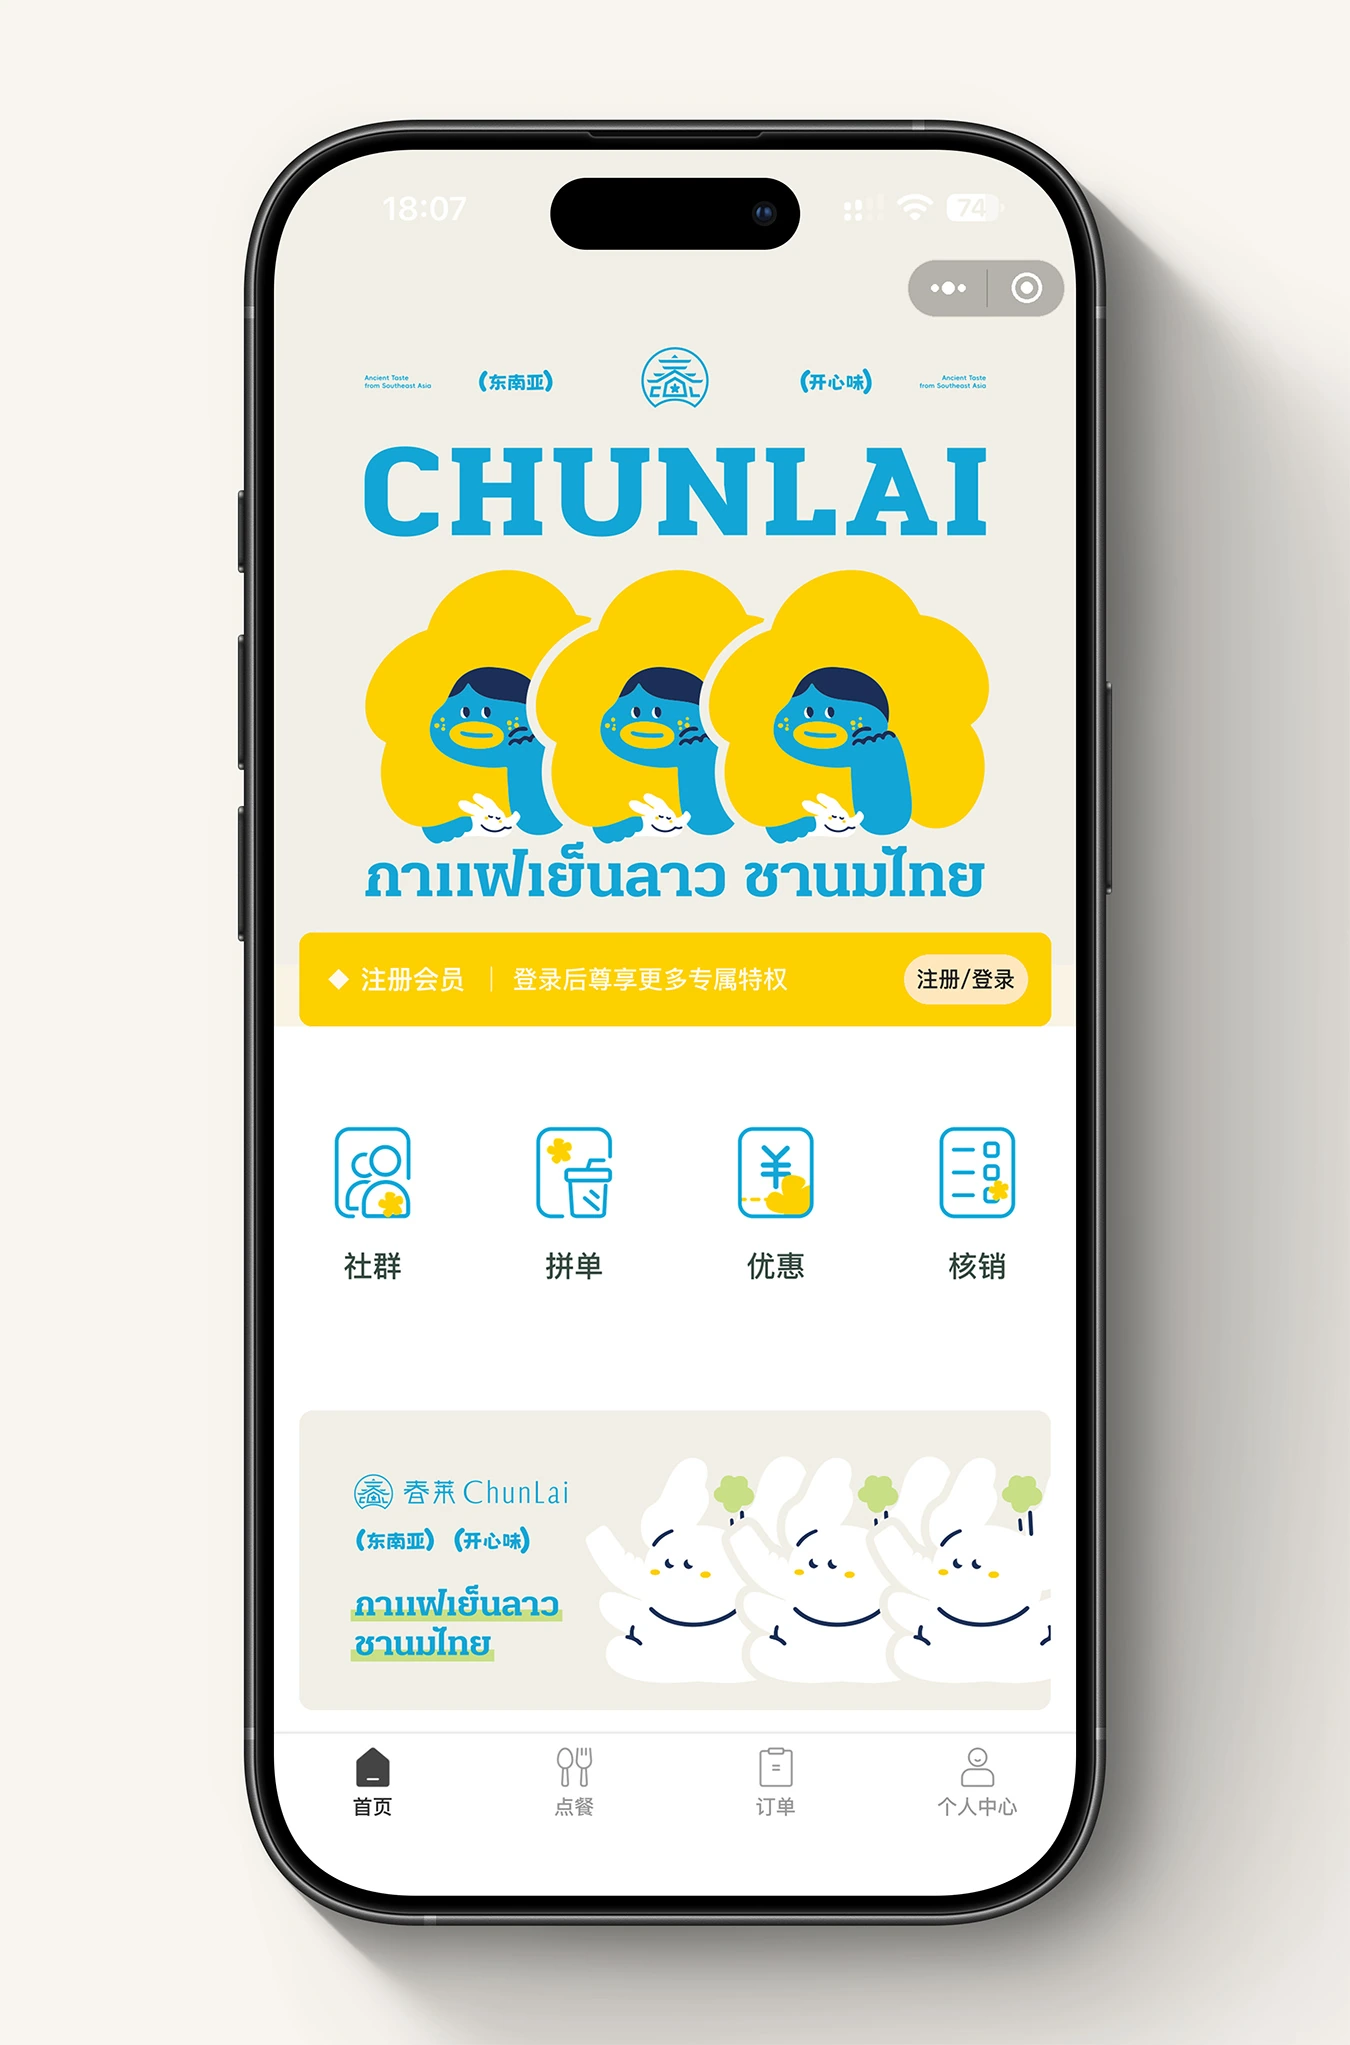 18:07
74
Ancient Taste
from Southeast Asia
(东南亚)
CCL
(开心味)
Ancient Taste
from Southeast Asia
CHUNLAI
กาแฟเย็นลาว ชานมไทย
注册会员 | 登录后尊享更多专属特权
注册/登录
¥
社群
拼单
优惠
核销
春莱 ChunLai
(东南亚) (开心味)
กาแฟเย็นลาว
ชานมไทย
首页
点餐
订单
个人中心